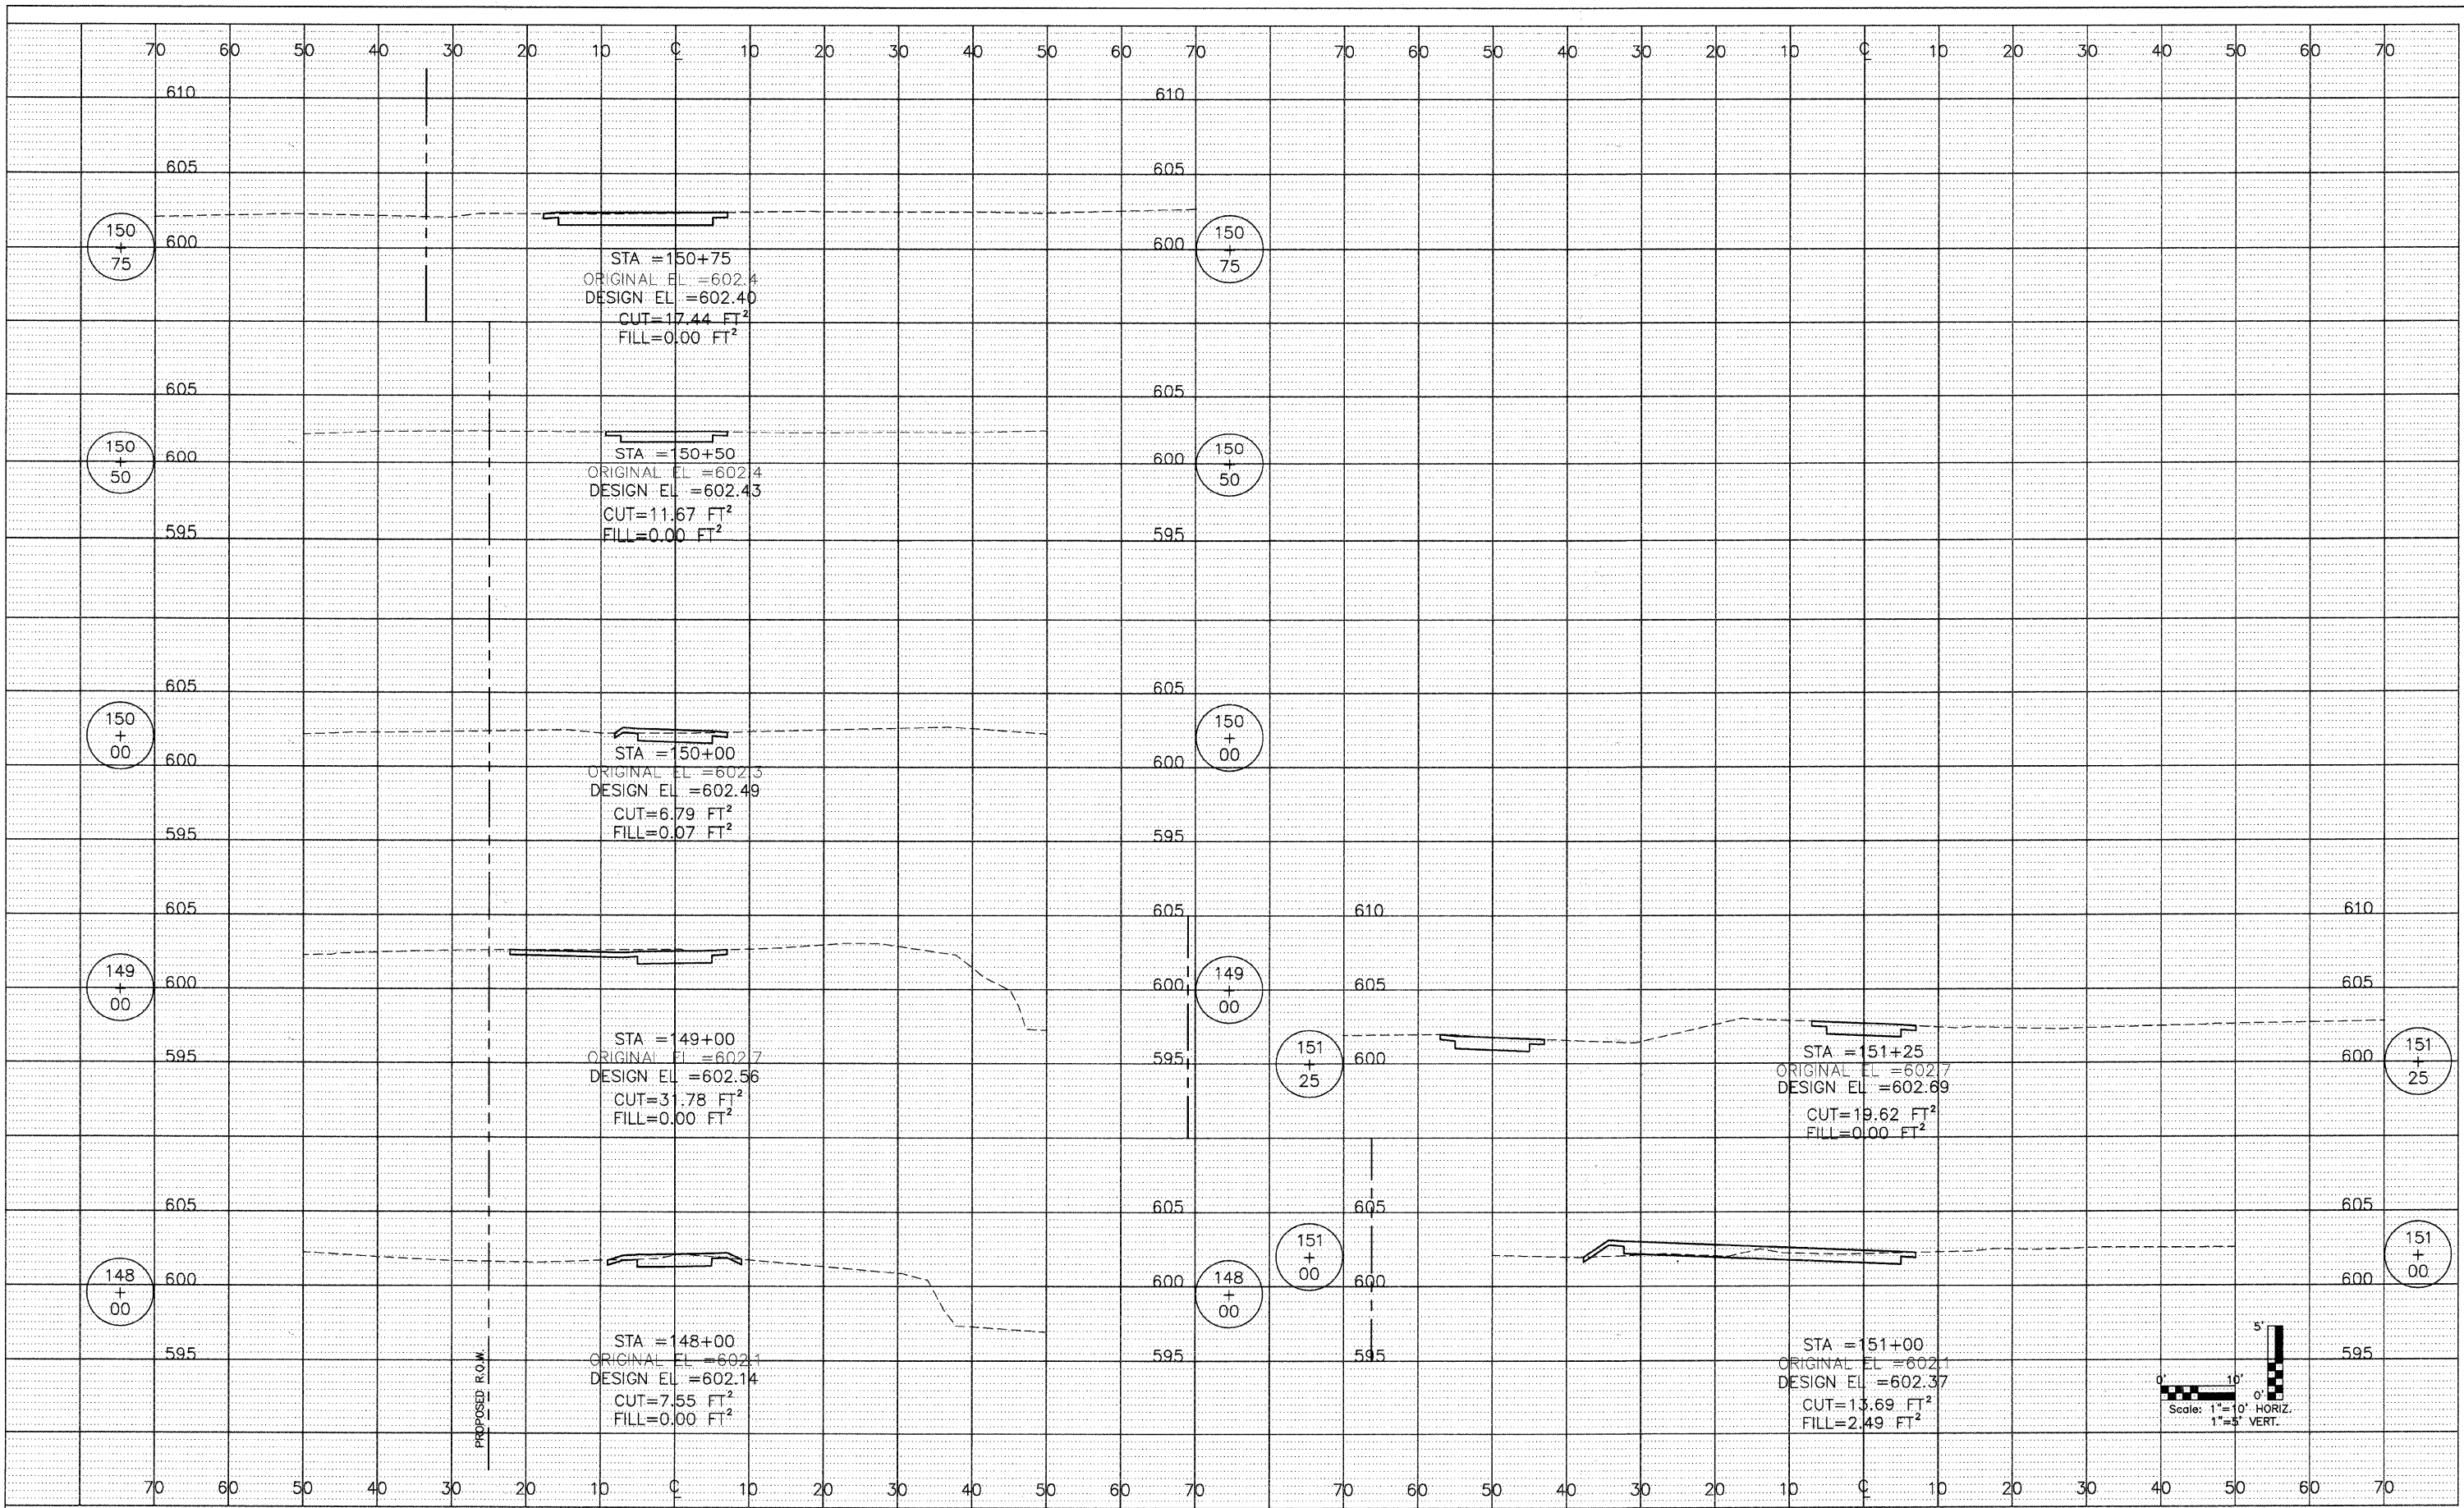 70 60 50 40 30 20 10 ℄ 10 20 30 40 50 60 70 70 60 50 40 30 20 10 ℄ 10 20 30 40 50 60 70
610 610
605 605
150
+
75
600 600
150
+
75
STA =150+75
ORIGINAL EL =602.4
DESIGN EL =602.40
CUT=17.44 FT²
FILL=0.00 FT²
605 605
150
+
50
600 600
150
+
50
STA =150+50
ORIGINAL EL =602.4
DESIGN EL =602.43
CUT=11.67 FT²
FILL=0.00 FT²
595 595
605 605
150
+
00
600 600
150
+
00
STA =150+00
ORIGINAL EL =602.3
DESIGN EL =602.49
CUT=6.79 FT²
FILL=0.07 FT²
595 595
605 605
149
+
00
600 600
149
+
00
STA =149+00
ORIGINAL EL =602.7
DESIGN EL =602.56
CUT=31.78 FT²
FILL=0.00 FT²
595 595
610 610
605 605
151
+
25
600 600
151
+
25
STA =151+25
ORIGINAL EL =602.7
DESIGN EL =602.69
CUT=19.62 FT²
FILL=0.00 FT²
605 605
148
+
00
600 600
148
+
00
STA =148+00
ORIGINAL EL =602.1
DESIGN EL =602.14
CUT=7.55 FT²
FILL=0.00 FT²
595 595
PROPOSED R.O.W.
605 605
151
+
00
600 600
151
+
00
STA =151+00
ORIGINAL EL =602.1
DESIGN EL =602.37
CUT=13.69 FT²
FILL=2.49 FT²
595 595
5'
0' 10'
0'
Scale: 1"=10' HORIZ.
1"=5' VERT.
70 60 50 40 30 20 10 ℄ 10 20 30 40 50 60 70 70 60 50 40 30 20 10 ℄ 10 20 30 40 50 60 70